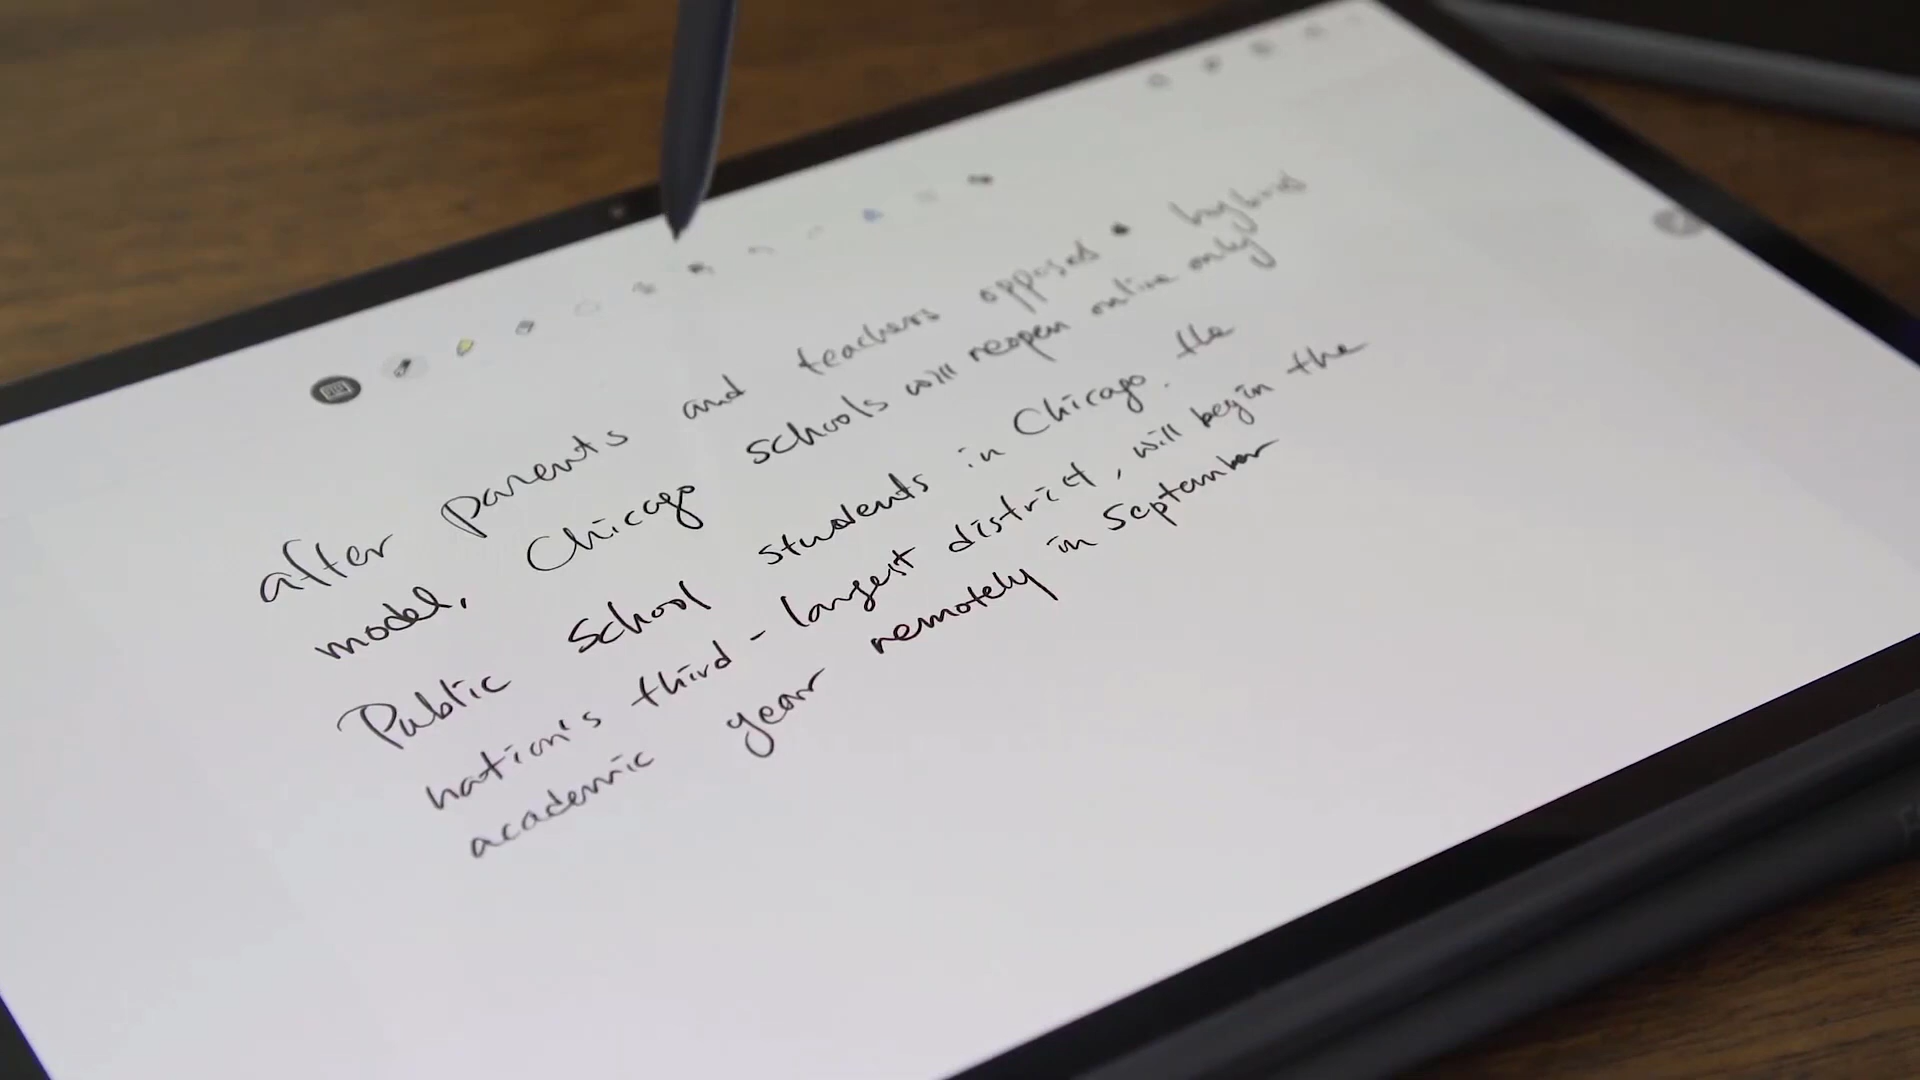 after parents and teachers opposed • hybrid
model, Chicago schools will reopen online only
Public School students in Chicago. the
nation's third-largest district, will begin the
academic year remotely in September